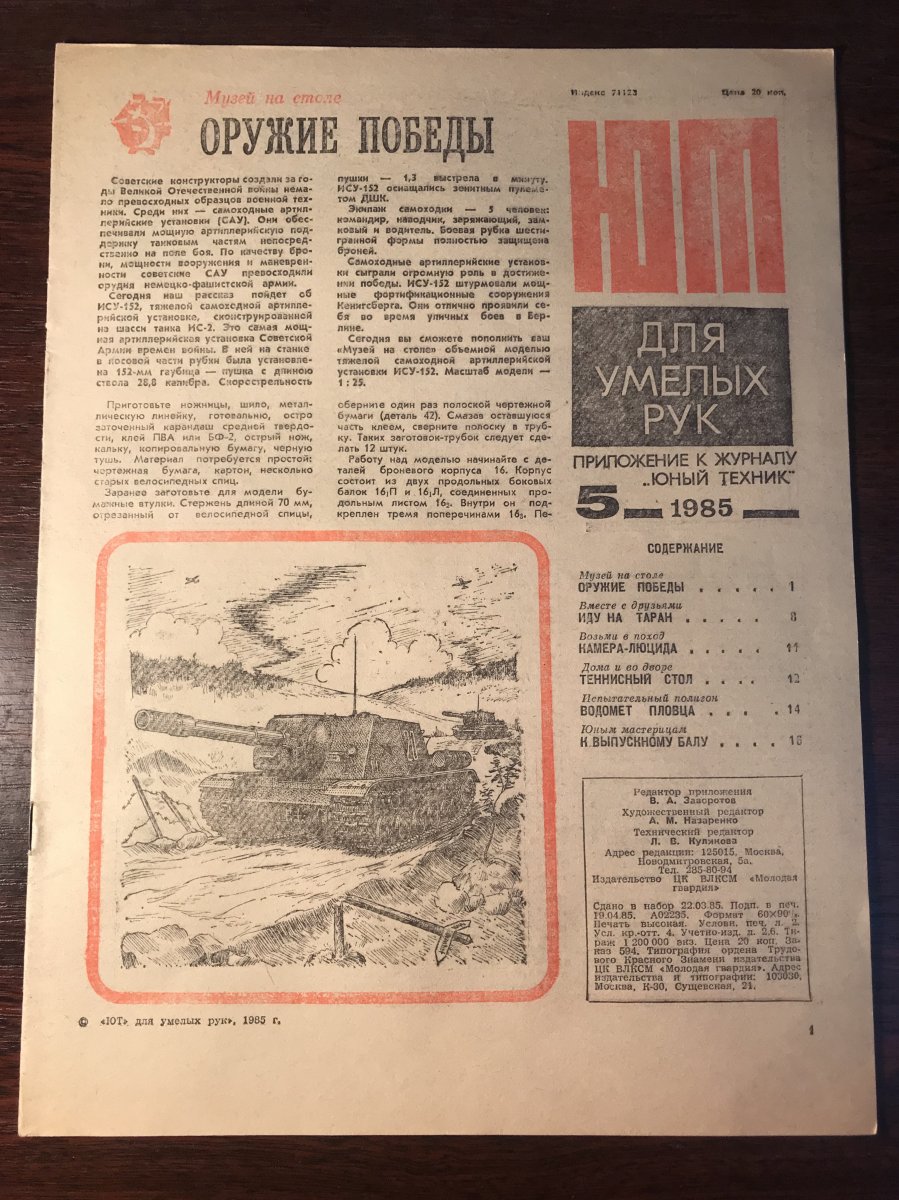 Музей на столе
ОРУЖИЕ ПОБЕДЫ
Советские конструкторы создали за го-
ды Великой Отечественной войны нема-
ло превосходных образцов военной тех-
ники. Среди них — самоходные артил-
лерийские установки (САУ). Они обес-
печивали мощную артиллерийскую под-
держку танковым частям непосред-
ственно на поле боя. По качеству бро-
ни, мощности вооружения и маневрен-
ности советские САУ превосходили
орудия немецко-фашистской армии.
Сегодня наш рассказ пойдет об
ИСУ-152, тяжелой самоходной артилле-
рийской установке, сконструированной
на шасси танка ИС-2. Это самая мощ-
ная артиллерийская установка Советской
Армии времен войны. В ней на станке
в носовой части рубки была установле-
на 152-мм гаубица — пушка с длиною
ствола 28,8 калибра. Скорострельность
пушки — 1,3 выстрела в минуту.
ИСУ-152 оснащались зенитным пулеме-
том ДШК.
Экипаж самоходки — 5 человек:
командир, наводчик, заряжающий, зам-
ковый и водитель. Боевая рубка шести-
гранной формы полностью защищена
броней.
Самоходные артиллерийские установ-
ки сыграли огромную роль в достиже-
нии победы. ИСУ-152 штурмовали мощ-
ные фортификационные сооружения
Кенигсберга. Они отлично проявили се-
бя во время уличных боев в Бер-
лине.
Сегодня вы сможете пополнить ваш
«Музей на столе» объемной моделью
тяжелой самоходной артиллерийской
установки ИСУ-152. Масштаб модели —
1 : 25.
Приготовьте ножницы, шило, метал-
лическую линейку, готовальню, остро
заточенный карандаш средней твердо-
сти, клей ПВА или БФ-2, острый нож,
кальку, копировальную бумагу, черную
тушь. Материал потребуется простой:
чертежная бумага, картон, несколько
старых велосипедных спиц.
Заранее заготовьте для модели бу-
мажные втулки. Стержень длиной 70 мм,
отрезанный от велосипедной спицы,
оберните один раз полоской чертежной
бумаги (деталь 42). Смазав оставшуюся
часть клеем, сверните полоску в труб-
ку. Таких заготовок-трубок следует сде-
лать 12 штук.
Работу над моделью начинайте с де-
талей броневого корпуса 16. Корпус
состоит из двух продольных боковых
балок 16₁П и 16₁Л, соединенных про-
дольным листом 16₂. Внутри он под-
креплен тремя поперечинами 16₃. Пе-
Индекс 71123
Цена 20 коп.
ЮТ
ДЛЯ
УМЕЛЫХ
РУК
ПРИЛОЖЕНИЕ К ЖУРНАЛУ
„ЮНЫЙ ТЕХНИК"
5 — 1985 —
СОДЕРЖАНИЕ
Музей на столе
ОРУЖИЕ ПОБЕДЫ . . . . . 1
Вместе с друзьями
ИДУ НА ТАРАН . . . . . 8
Возьми в поход
КАМЕРА-ЛЮЦИДА . . . . . 11
Дома и во дворе
ТЕННИСНЫЙ СТОЛ . . . . 12
Испытательный полигон
ВОДОМЕТ ПЛОВЦА . . . . 14
Юным мастерицам
К ВЫПУСКНОМУ БАЛУ . . . . 16
Редактор приложения
В. А. Заворотов
Художественный редактор
А. М. Назаренко
Технический редактор
Л. В. Куликова
Адрес редакции: 125015, Москва,
Новодмитровская, 5а.
Тел. 285-80-94
Издательство ЦК ВЛКСМ «Молодая
гвардия»
Сдано в набор 22.03.85. Подп. в печ.
19.04.85. А02235. Формат 60×90⅛.
Печать высокая. Условн. печ. л. 2.
Усл. кр.-отт. 4. Учетно-изд. л. 2,6. Ти-
раж 1 200 000 экз. Цена 20 коп. За-
каз 594. Типография ордена Трудо-
вого Красного Знамени издательства
ЦК ВЛКСМ «Молодая гвардия». Адрес
издательства и типографии: 103030,
Москва, К-30, Сущевская, 21.
© «ЮТ» для умелых рук», 1985 г.
1